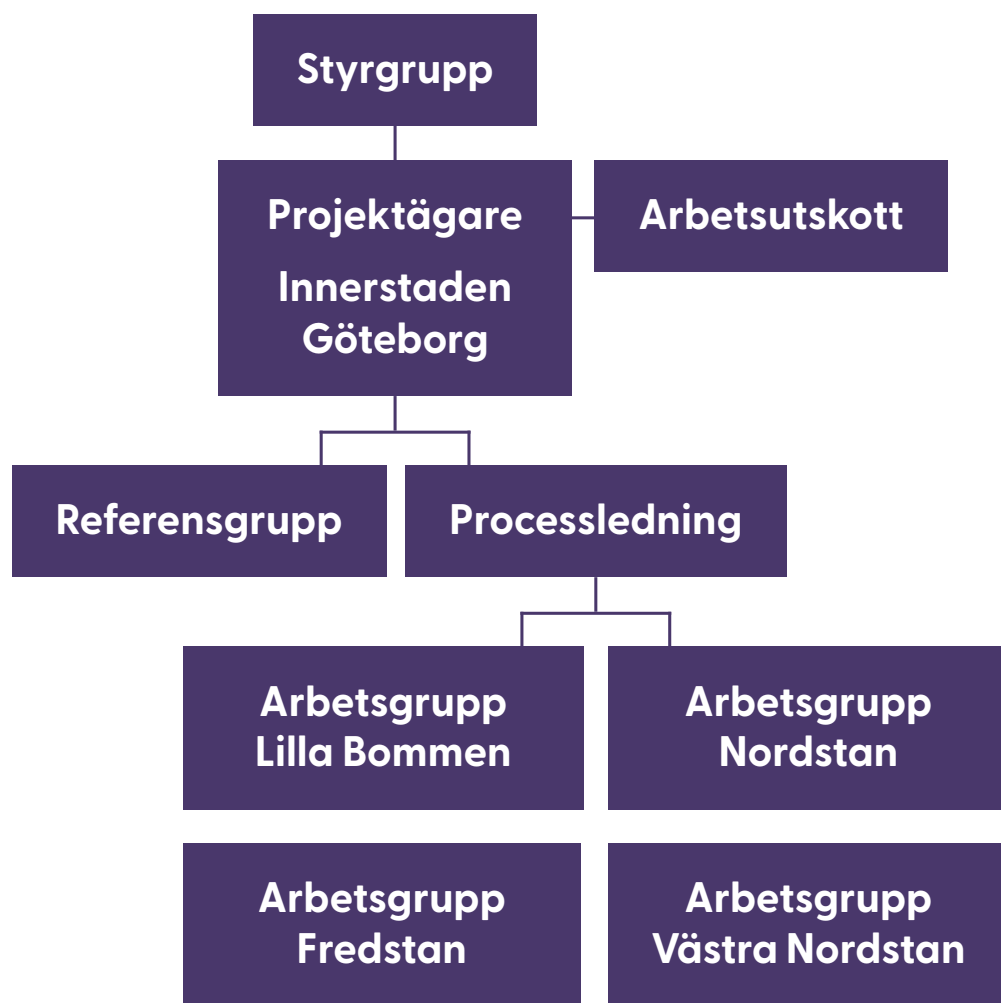 Styrgrupp
Projektägare
Innerstaden
Göteborg
Arbetsutskott
Referensgrupp
Processledning
Arbetsgrupp
Lilla Bommen
Arbetsgrupp
Nordstan
Arbetsgrupp
Fredstan
Arbetsgrupp
Västra Nordstan